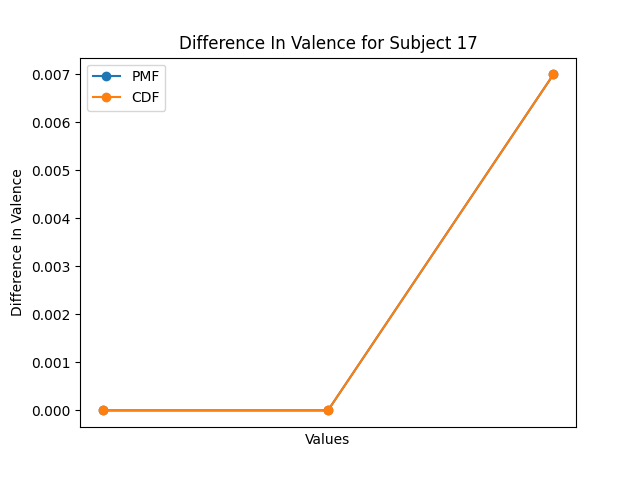 Difference In Valence for Subject 17
PMF
CDF
0.007
0.006
0.005
0.004
0.003
0.002
0.001
0.000
Difference In Valence
Values